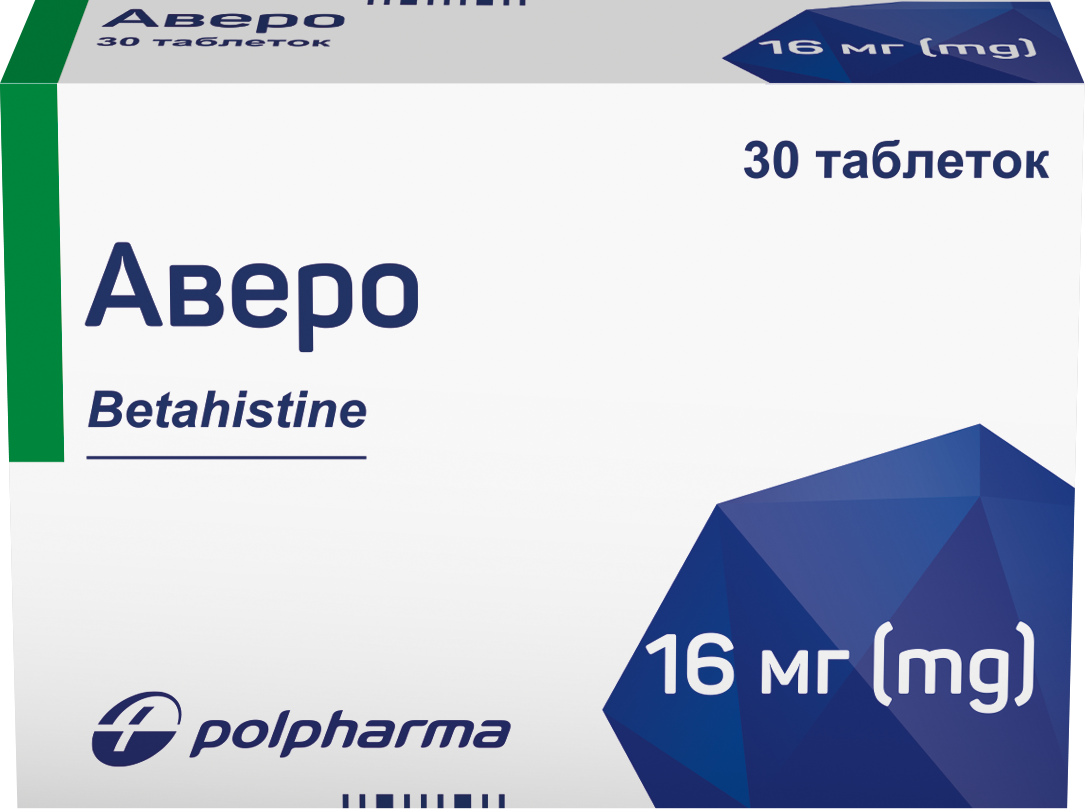 Аверо
30 таблеток
16 мг (mg)
30 таблеток
Аверо
Betahistine
16 мг (mg)
polpharma